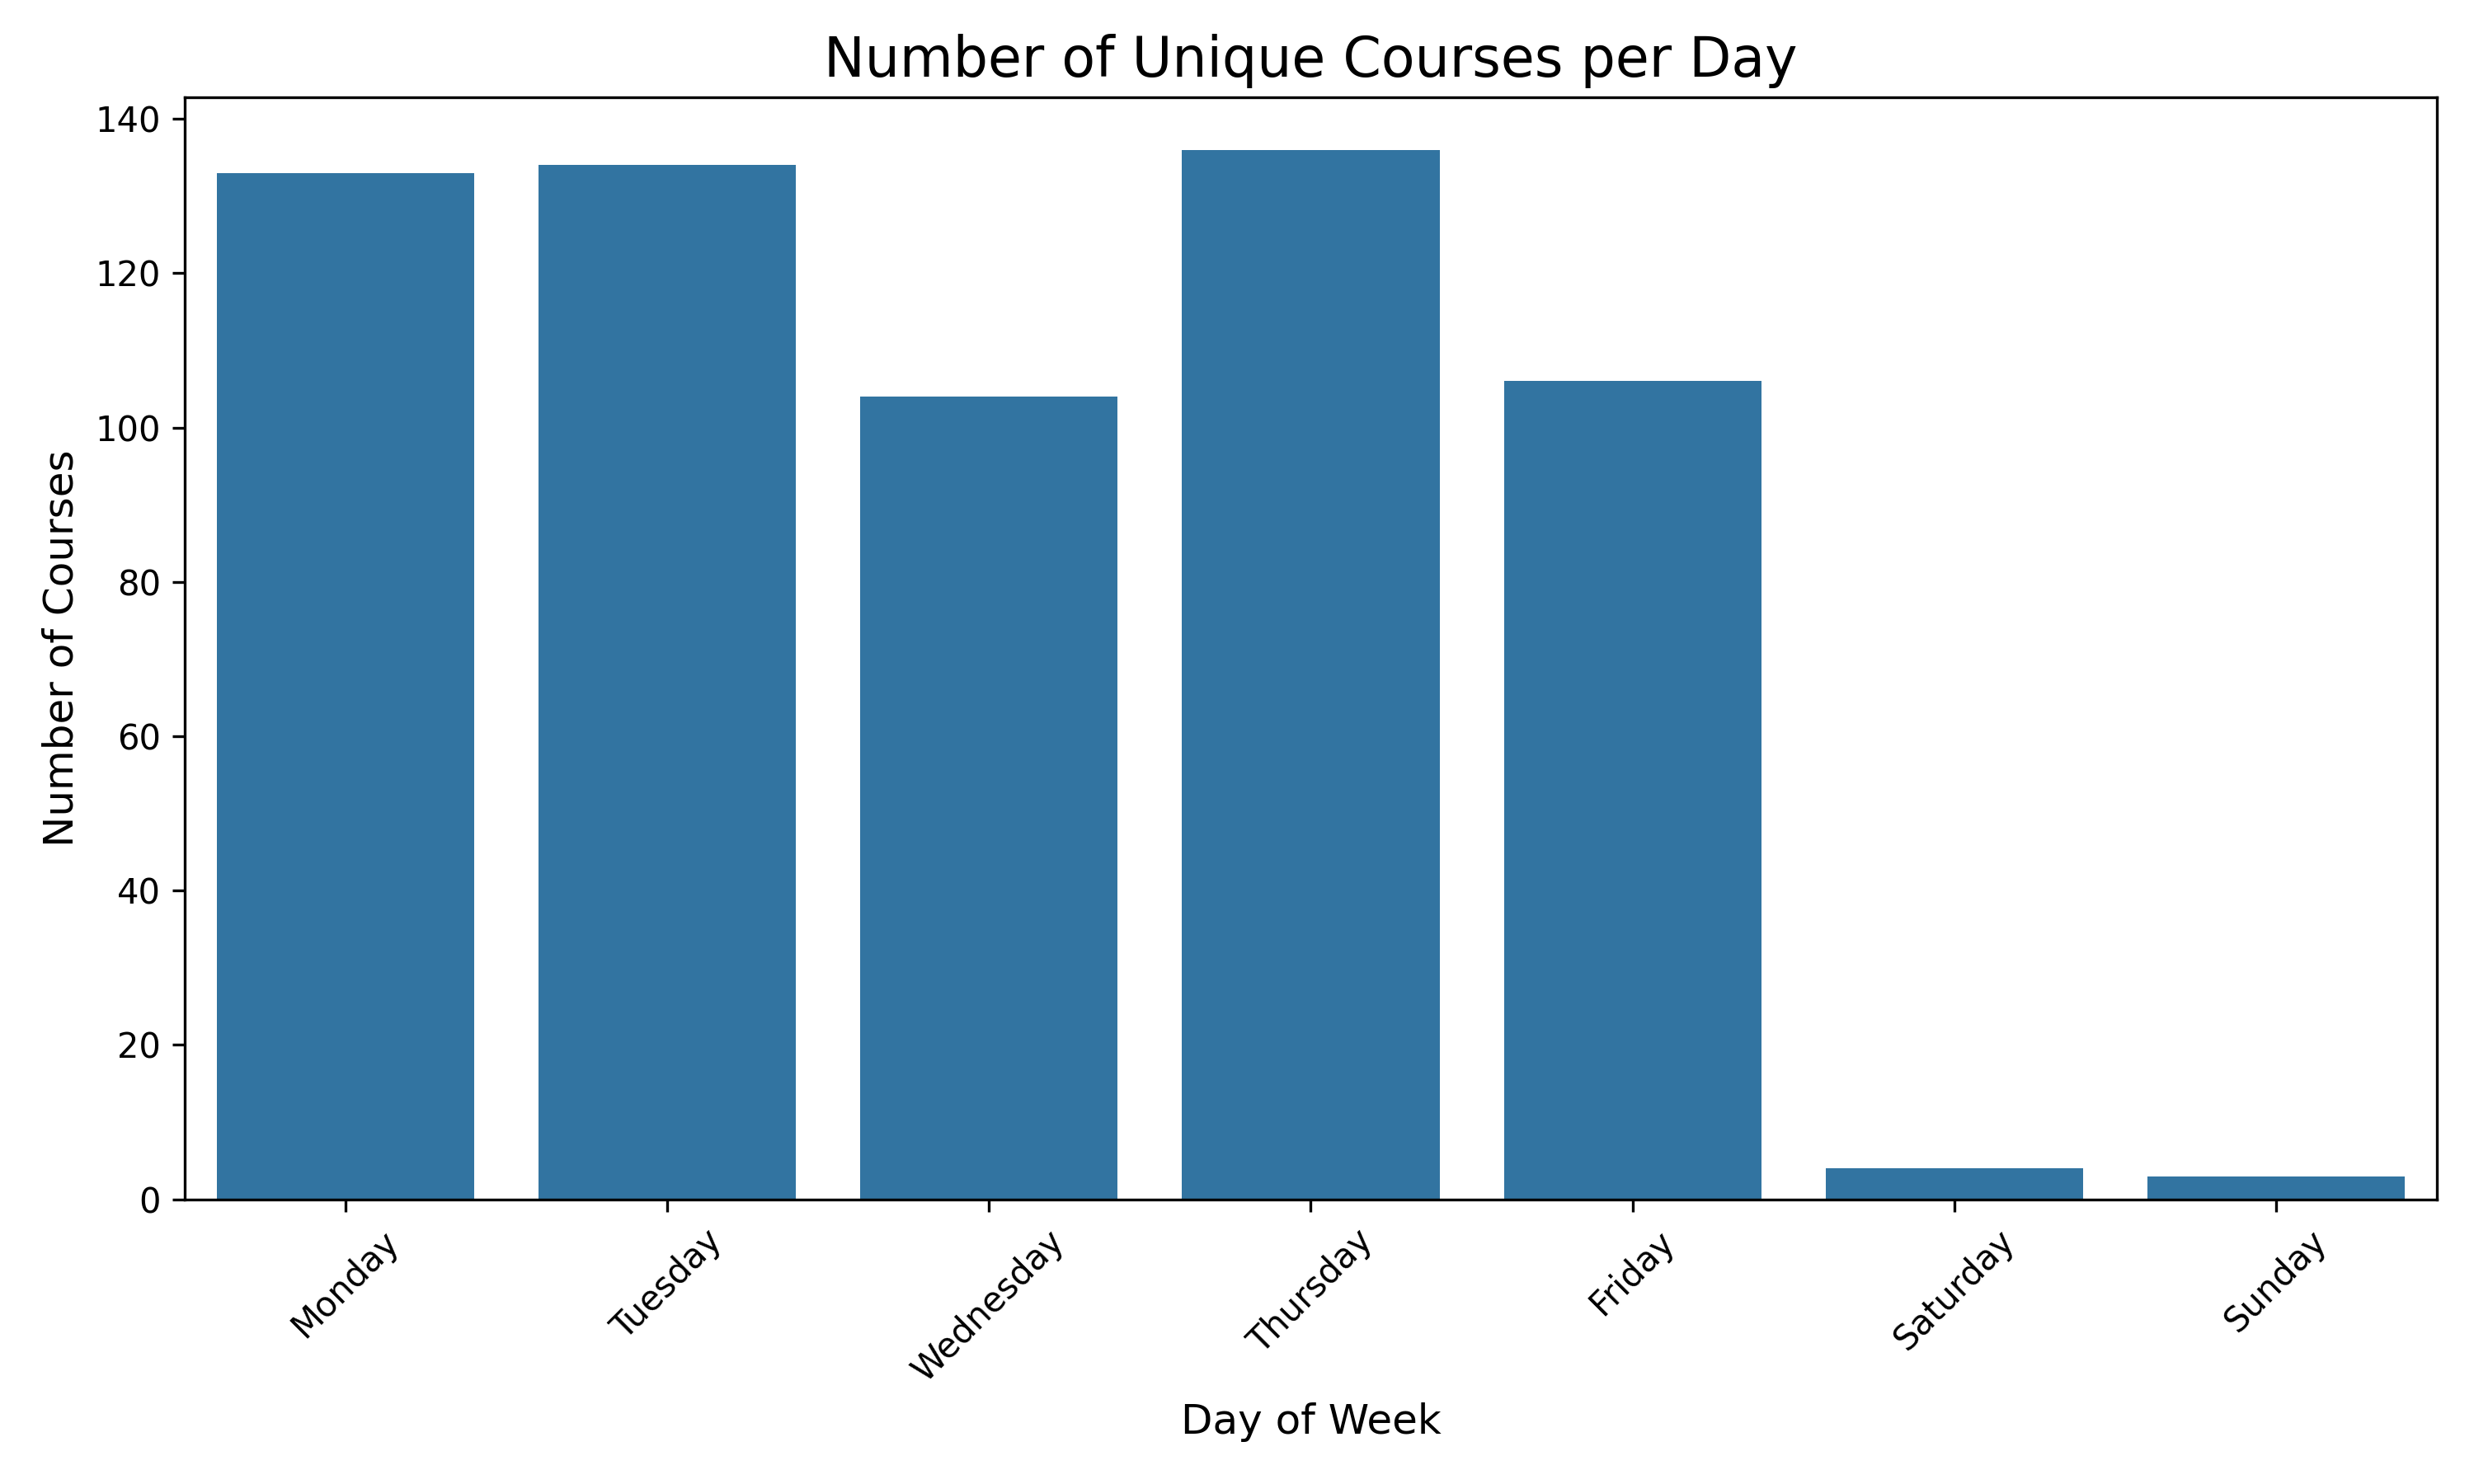 Number of Unique Courses per Day
140
120
100
80
60
40
20
0
Number of Courses
Monday
Tuesday
Wednesday
Thursday
Friday
Saturday
Sunday
Day of Week